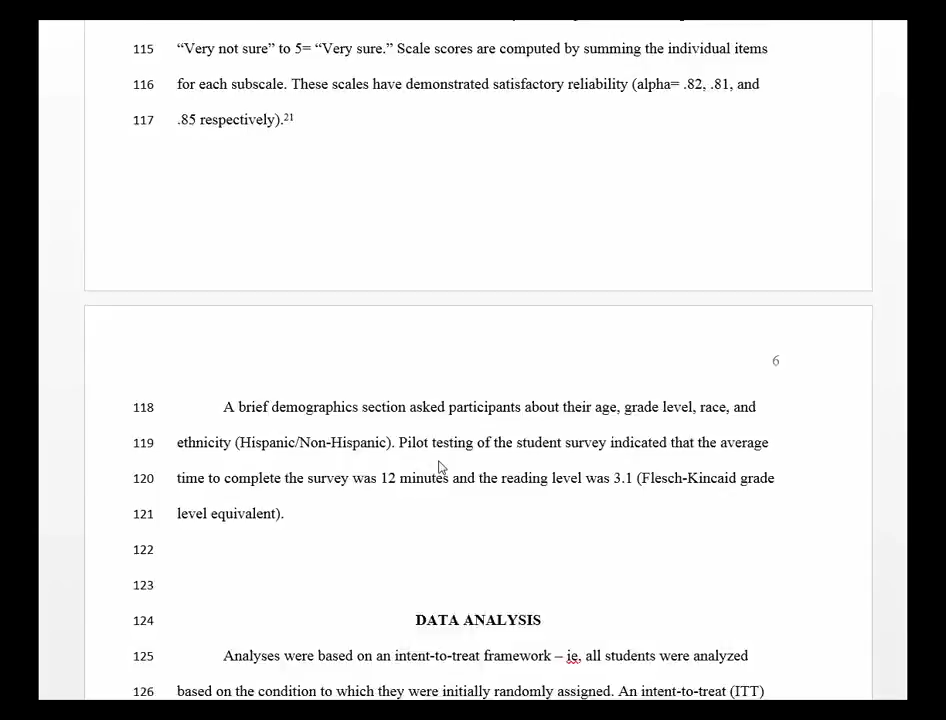 115 “Very not sure” to 5= “Very sure.” Scale scores are computed by summing the individual items
116 for each subscale. These scales have demonstrated satisfactory reliability (alpha= .82, .81, and
117 .85 respectively).21
6
118 A brief demographics section asked participants about their age, grade level, race, and
119 ethnicity (Hispanic/Non-Hispanic). Pilot testing of the student survey indicated that the average
120 time to complete the survey was 12 minutes and the reading level was 3.1 (Flesch-Kincaid grade
121 level equivalent).
122
123
124 DATA ANALYSIS
125 Analyses were based on an intent-to-treat framework – ie, all students were analyzed
126 based on the condition to which they were initially randomly assigned. An intent-to-treat (ITT)